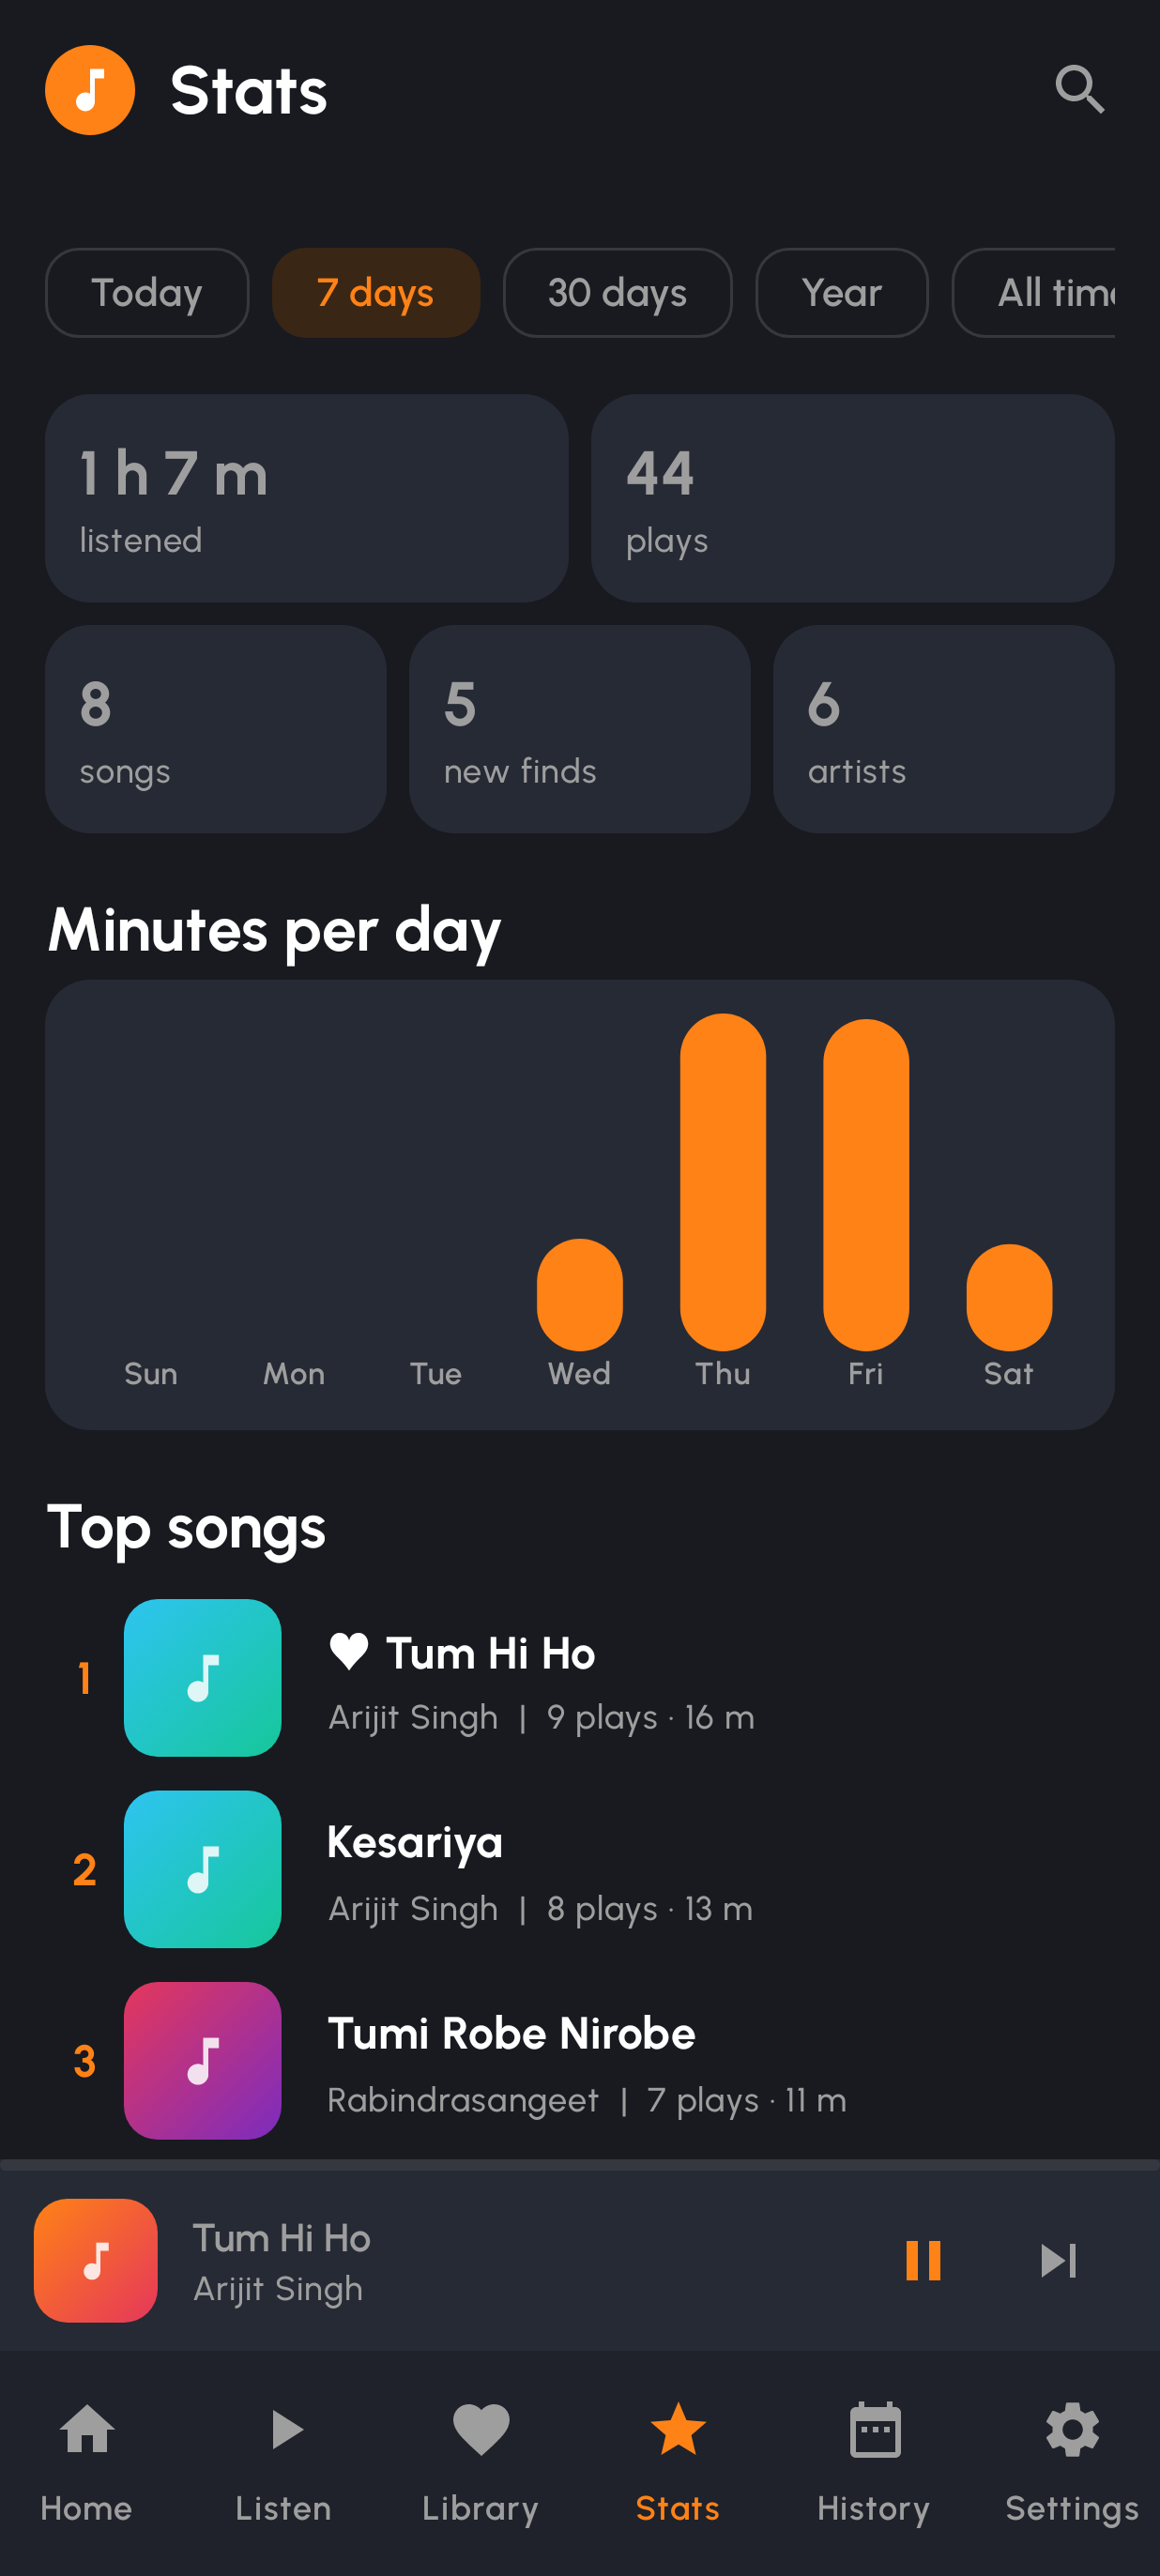 Stats
Today 7 days 30 days Year All time
1 h 7 m
listened
44
plays
8
songs
5
new finds
6
artists
Minutes per day
Sun Mon Tue Wed Thu Fri Sat
Top songs
1
♥ Tum Hi Ho
Arijit Singh | 9 plays · 16 m
2
Kesariya
Arijit Singh | 8 plays · 13 m
3
Tumi Robe Nirobe
Rabindrasangeet | 7 plays · 11 m
Tum Hi Ho
Arijit Singh
Home Listen Library Stats History Settings